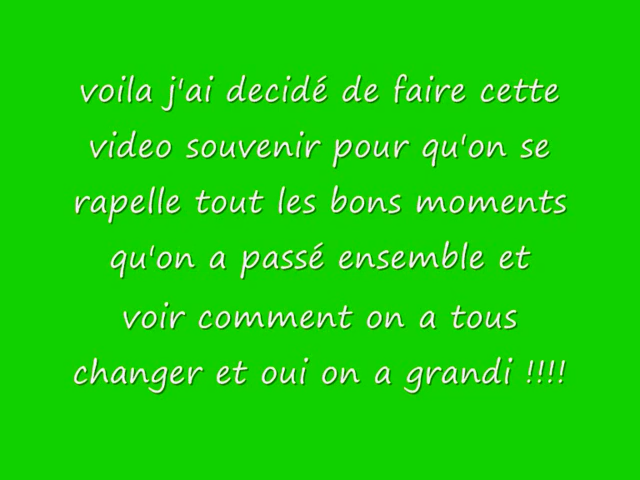 voila j'ai decidé de faire cette
video souvenir pour qu'on se
rapelle tout les bons moments
qu'on a passé ensemble et
voir comment on a tous
changer et oui on a grandi !!!!